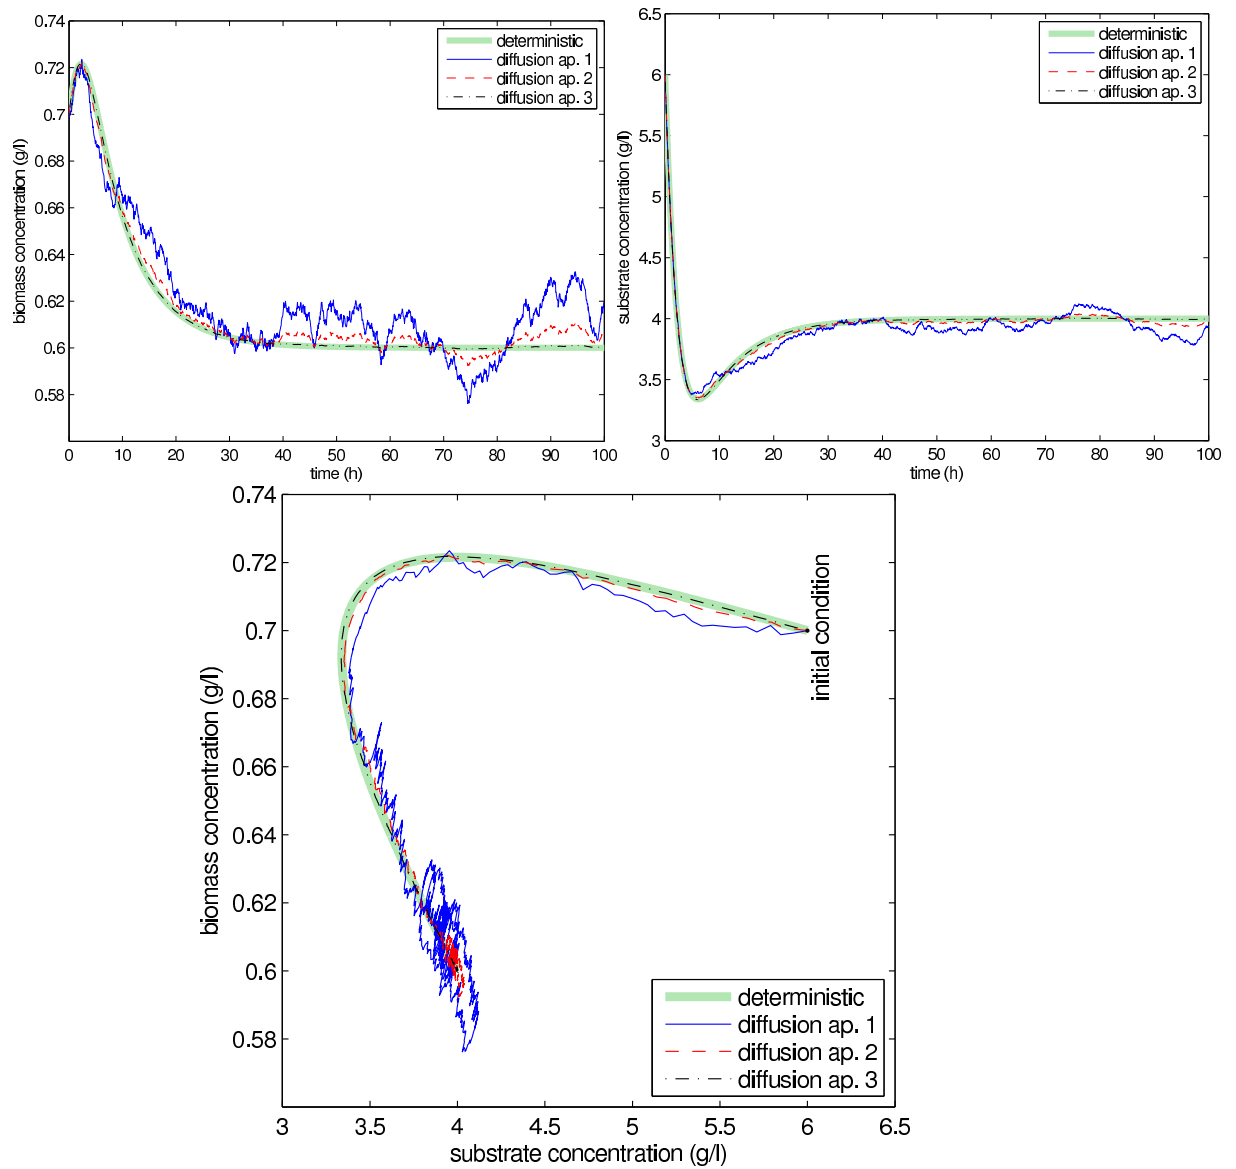 0.74
0.72
0.7
0.68
0.66
0.64
0.62
0.6
0.58
biomass concentration (g/l)
0 10 20 30 40 50 60 70 80 90 100
time (h)
deterministic
diffusion ap. 1
diffusion ap. 2
diffusion ap. 3
6.5
6
5.5
5
4.5
4
3.5
3
substrate concentration (g/l)
0 10 20 30 40 50 60 70 80 90 100
time (h)
deterministic
diffusion ap. 1
diffusion ap. 2
diffusion ap. 3
0.74
0.72
0.7
0.68
0.66
0.64
0.62
0.6
0.58
biomass concentration (g/l)
initial condition
deterministic
diffusion ap. 1
diffusion ap. 2
diffusion ap. 3
3 3.5 4 4.5 5 5.5 6 6.5
substrate concentration (g/l)